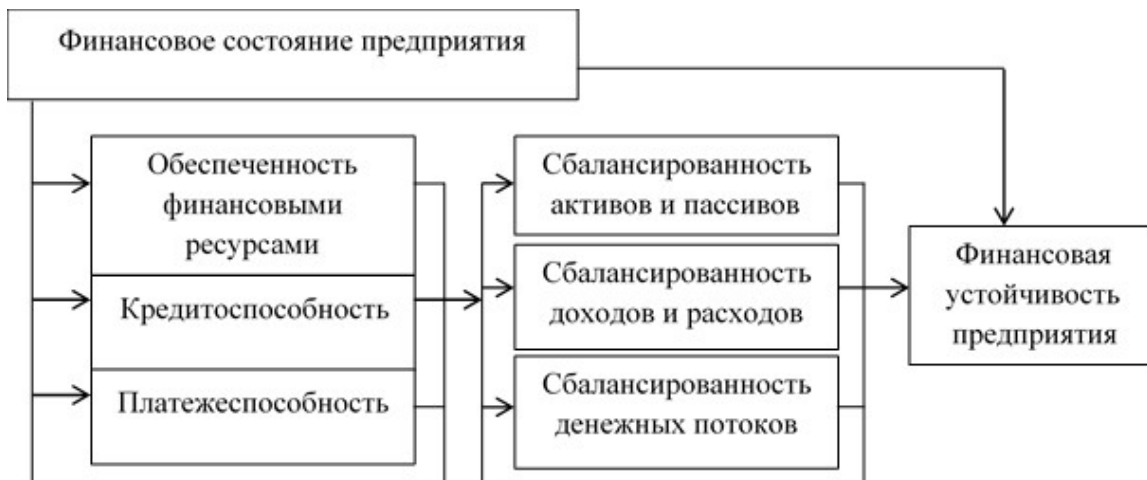 Финансовое состояние предприятия
Обеспеченность
финансовыми
ресурсами
Кредитоспособность
Платежеспособность
Сбалансированность
активов и пассивов
Сбалансированность
доходов и расходов
Сбалансированность
денежных потоков
Финансовая
устойчивость
предприятия